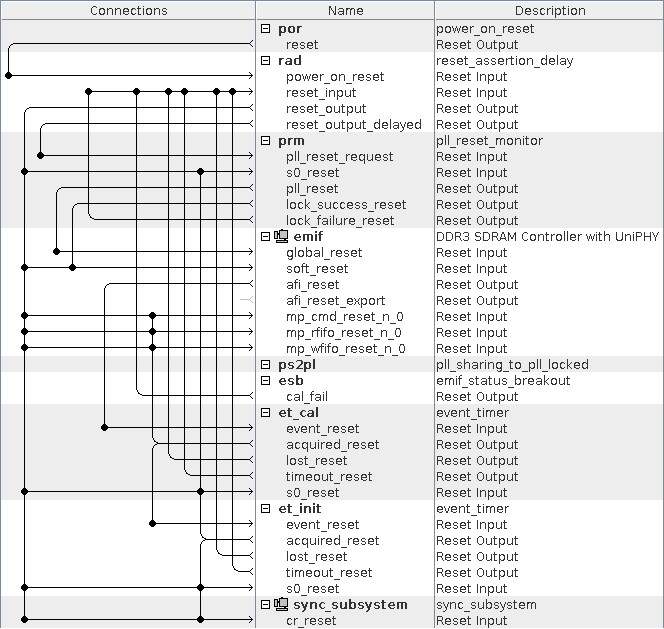 Connections Name Description
por power_on_reset
reset Reset Output
rad reset_assertion_delay
power_on_reset Reset Input
reset_input Reset Input
reset_output Reset Output
reset_output_delayed Reset Output
prm pll_reset_monitor
pll_reset_request Reset Input
s0_reset Reset Input
pll_reset Reset Output
lock_success_reset Reset Output
lock_failure_reset Reset Output
emif DDR3 SDRAM Controller with UniPHY
global_reset Reset Input
soft_reset Reset Input
afi_reset Reset Output
afi_reset_export Reset Output
mp_cmd_reset_n_0 Reset Input
mp_rfifo_reset_n_0 Reset Input
mp_wfifo_reset_n_0 Reset Input
ps2pl pll_sharing_to_pll_locked
esb emif_status_breakout
cal_fail Reset Output
et_cal event_timer
event_reset Reset Input
acquired_reset Reset Output
lost_reset Reset Output
timeout_reset Reset Output
s0_reset Reset Input
et_init event_timer
event_reset Reset Input
acquired_reset Reset Output
lost_reset Reset Output
timeout_reset Reset Output
s0_reset Reset Input
sync_subsystem sync_subsystem
cr_reset Reset Input